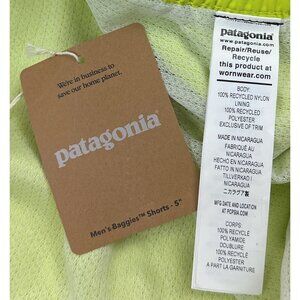 We're in business to
save our home planet.
patagonia
Men's Baggies™ Shorts - 5"
patagonia
www.patagonia.com
Repair/Reuse/
Recycle
this product at
wornwear.com
BODY:
100% RECYCLED NYLON
LINING:
100% RECYCLED
POLYESTER
EXCLUSIVE OF TRIM
MADE IN NICARAGUA
FABRIQUÉ AU
NICARAGUA
HECHO EN NICARAGUA
FATTO IN NICARAGUA
TILLVERKAD I
NICARAGUA
ニカラグア製
MFG DATE AND LOCATION
AT POPSIA.COM
CORPS:
100% RECYCLÉ
POLYAMIDE
DOUBLURE:
100% RECYCLÉ
POLYESTER
À PART LA GARNITURE